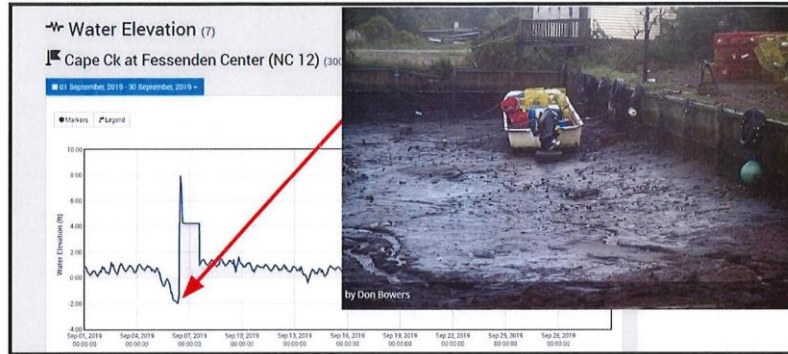 Water Elevation (7)
Cape Ck at Fessenden Center (NC 12)
01 September, 2019 - 30 September, 2019
Markers Legend
10.00
8.00
6.00
4.00
2.00
0.00
-2.00
-4.00
Water Elevation (ft)
Sep 01, 2019 Sep 04, 2019 Sep 07, 2019 Sep 10, 2019 Sep 13, 2019 Sep 16, 2019 Sep 19, 2019 Sep 22, 2019 Sep 25, 2019 Sep 28, 2019
00:00:00 00:00:00 00:00:00 00:00:00 00:00:00 00:00:00 00:00:00 00:00:00 00:00:00 00:00:00
by Don Bowers